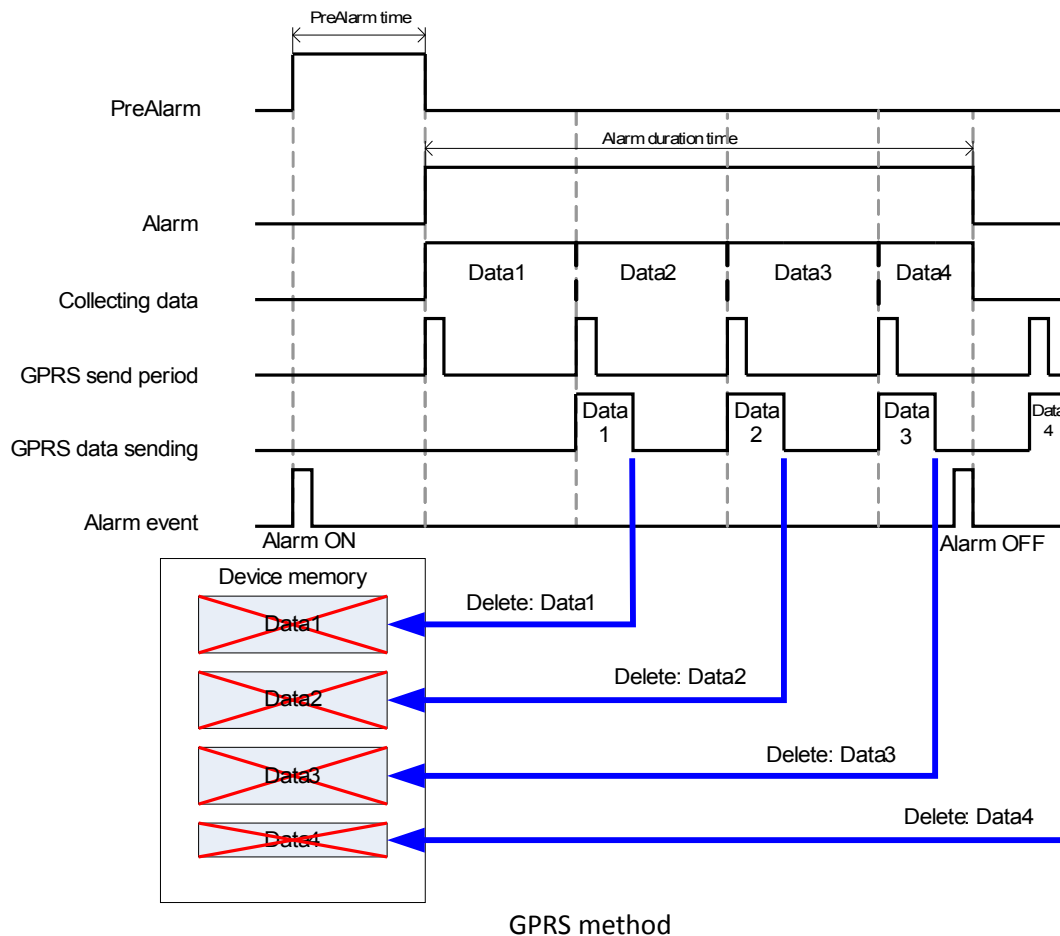 PreAlarm time
PreAlarm
Alarm duration time
Alarm
Data1 Data2 Data3 Data4
Collecting data
GPRS send period
Data 1
Data 2
Data 3
Data 4
GPRS data sending
Alarm event
Alarm ON
Alarm OFF
Device memory
Delete: Data1
Data1
Delete: Data2
Data2
Delete: Data3
Data3
Delete: Data4
Data4
GPRS method